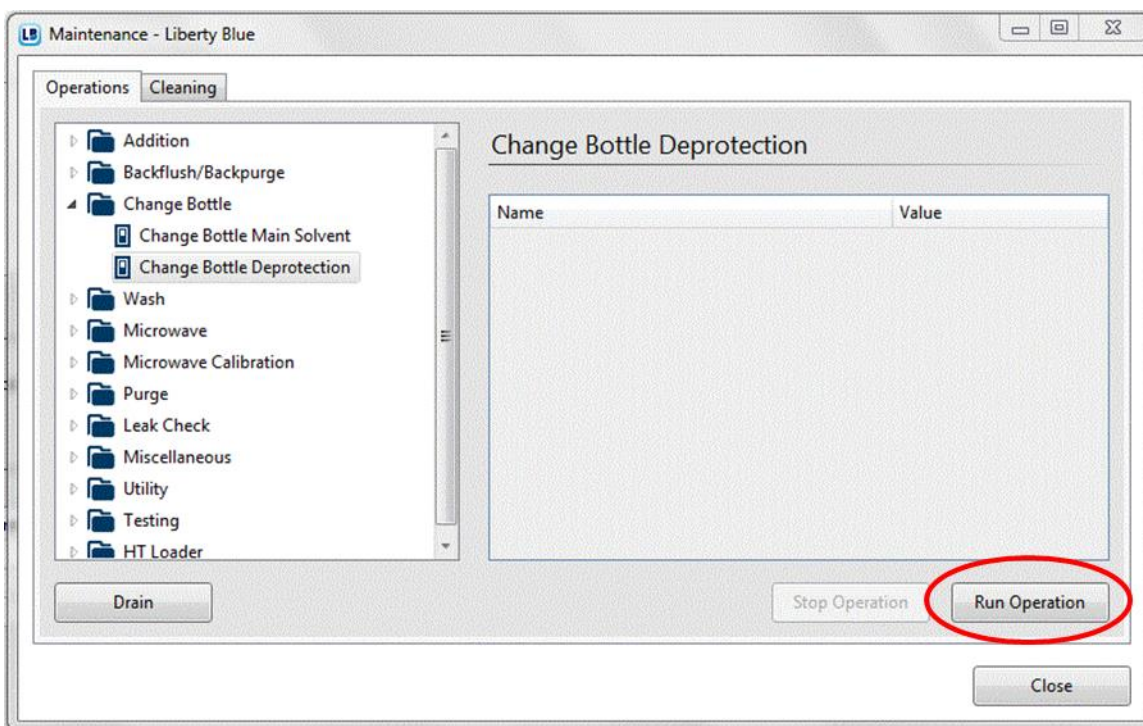 LB Maintenance - Liberty Blue
Operations Cleaning
Addition
Backflush/Backpurge
Change Bottle
Change Bottle Main Solvent
Change Bottle Deprotection
Wash
Microwave
Microwave Calibration
Purge
Leak Check
Miscellaneous
Utility
Testing
HT Loader
Change Bottle Deprotection
Name Value
Drain
Stop Operation
Run Operation
Close